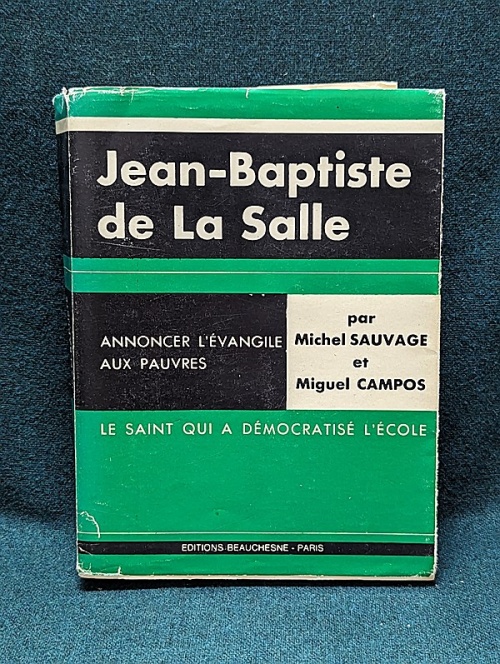 Jean-Baptiste
de La Salle
ANNONCER L'ÉVANGILE
AUX PAUVRES
par
Michel SAUVAGE
et
Miguel CAMPOS
LE SAINT QUI A DÉMOCRATISÉ L'ÉCOLE
EDITIONS BEAUCHESNE - PARIS